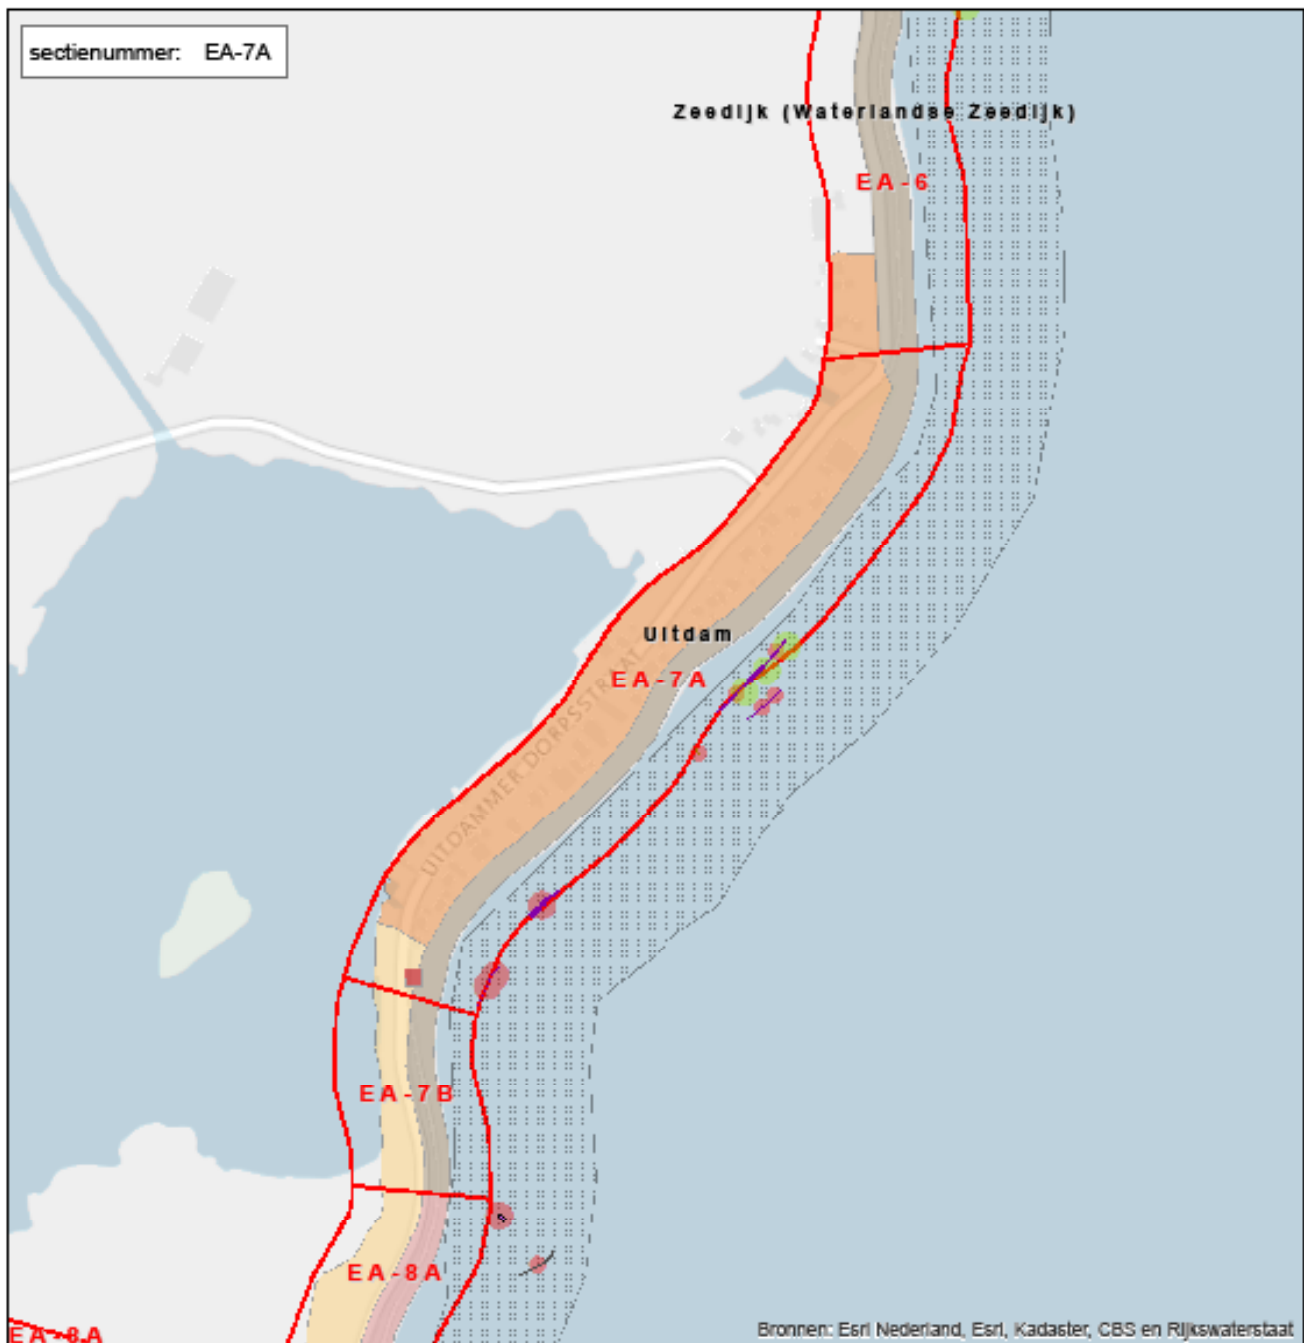 sectienummer: EA-7A
Zeedijk (Waterlandse Zeedijk)
EA-6
Uitdam
EA-7A
UITDAMMER DORPSSTRAAT
EA-7B
EA-8A
EA-8A
Bronnen: Esri Nederland, Esri, Kadaster, CBS en Rijkswaterstaat